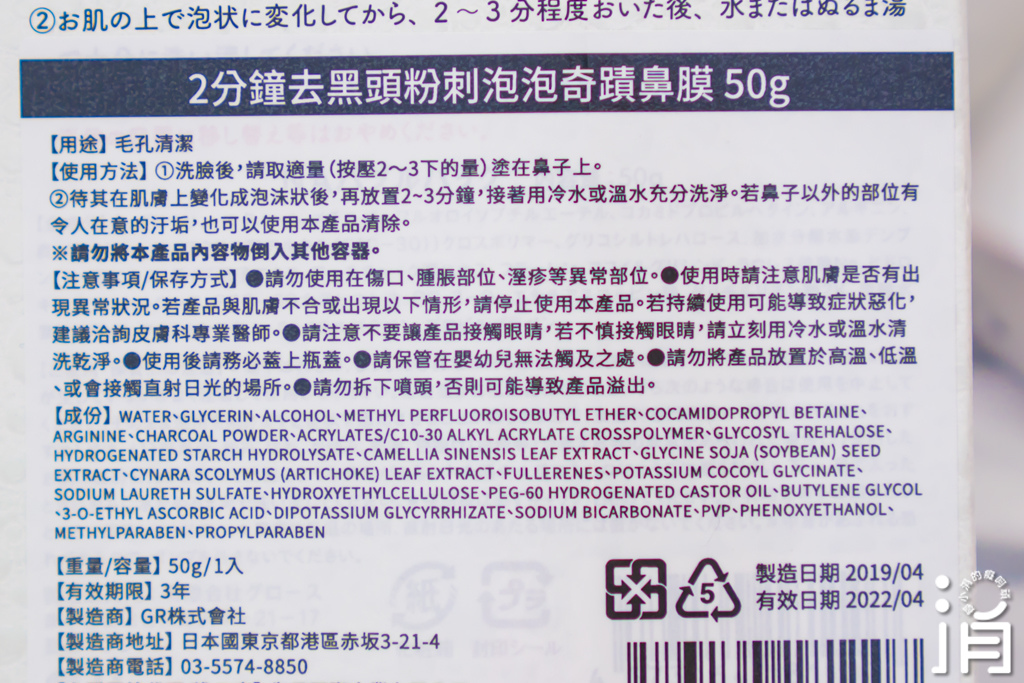 ②お肌の上で泡状に変化してから、2～3分程度おいた後、水またはぬるま湯
2分鐘去黑頭粉刺泡泡奇蹟鼻膜 50g
【用途】毛孔清潔
【使用方法】①洗臉後，請取適量（按壓2～3下的量）塗在鼻子上。
②待其在肌膚上變化成泡沫狀後，再放置2~3分鐘，接著用冷水或溫水充分洗淨。若鼻子以外的部位有
令人在意的汙垢，也可以使用本產品清除。
※請勿將本產品內容物倒入其他容器。
【注意事項/保存方式】●請勿使用在傷口、腫脹部位、溼疹等異常部位。●使用時請注意肌膚是否有出
現異常狀況。若產品與肌膚不合或出現以下情形，請停止使用本產品。若持續使用可能導致症狀惡化，
建議洽詢皮膚科專業醫師。●請注意不要讓產品接觸眼睛，若不慎接觸眼睛，請立刻用冷水或溫水清
洗乾淨。●使用後請務必蓋上瓶蓋。●請保管在嬰幼兒無法觸及之處。●請勿將產品放置於高溫、低溫
、或會接觸直射日光的場所。●請勿拆下噴頭，否則可能導致產品溢出。
【成份】WATER、GLYCERIN、ALCOHOL、METHYL PERFLUOROISOBUTYL ETHER、COCAMIDOPROPYL BETAINE、
ARGININE、CHARCOAL POWDER、ACRYLATES/C10-30 ALKYL ACRYLATE CROSSPOLYMER、GLYCOSYL TREHALOSE、
HYDROGENATED STARCH HYDROLYSATE、CAMELLIA SINENSIS LEAF EXTRACT、GLYCINE SOJA (SOYBEAN) SEED
EXTRACT、CYNARA SCOLYMUS (ARTICHOKE) LEAF EXTRACT、FULLERENES、POTASSIUM COCOYL GLYCINATE、
SODIUM LAURETH SULFATE、HYDROXYETHYLCELLULOSE、PEG-60 HYDROGENATED CASTOR OIL、BUTYLENE GLYCOL
、3-O-ETHYL ASCORBIC ACID、DIPOTASSIUM GLYCYRRHIZATE、SODIUM BICARBONATE、PVP、PHENOXYETHANOL、
METHYLPARABEN、PROPYLPARABEN
【重量/容量】50g/1入
【有效期限】3年
【製造商】GR株式會社
【製造商地址】日本國東京都港區赤坂3-21-4
【製造商電話】03-5574-8850
5
製造日期 2019/04
有效日期 2022/04